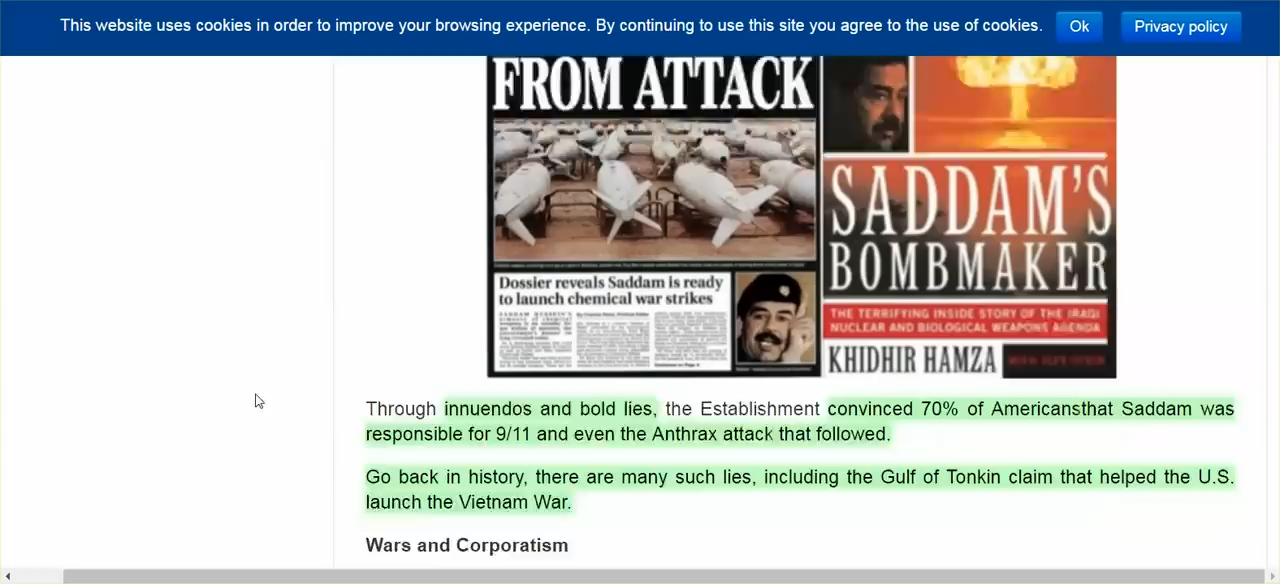 This website uses cookies in order to improve your browsing experience. By continuing to use this site you agree to the use of cookies.
Ok
Privacy policy
FROM ATTACK
Dossier reveals Saddam is ready
to launch chemical war strikes
SADDAM'S
BOMBMAKER
THE TERRIFYING INSIDE STORY OF THE IRAQI
NUCLEAR AND BIOLOGICAL WEAPONS AGENDA
KHIDHIR HAMZA
Through innuendos and bold lies, the Establishment convinced 70% of Americansthat Saddam was
responsible for 9/11 and even the Anthrax attack that followed.
Go back in history, there are many such lies, including the Gulf of Tonkin claim that helped the U.S.
launch the Vietnam War.
Wars and Corporatism